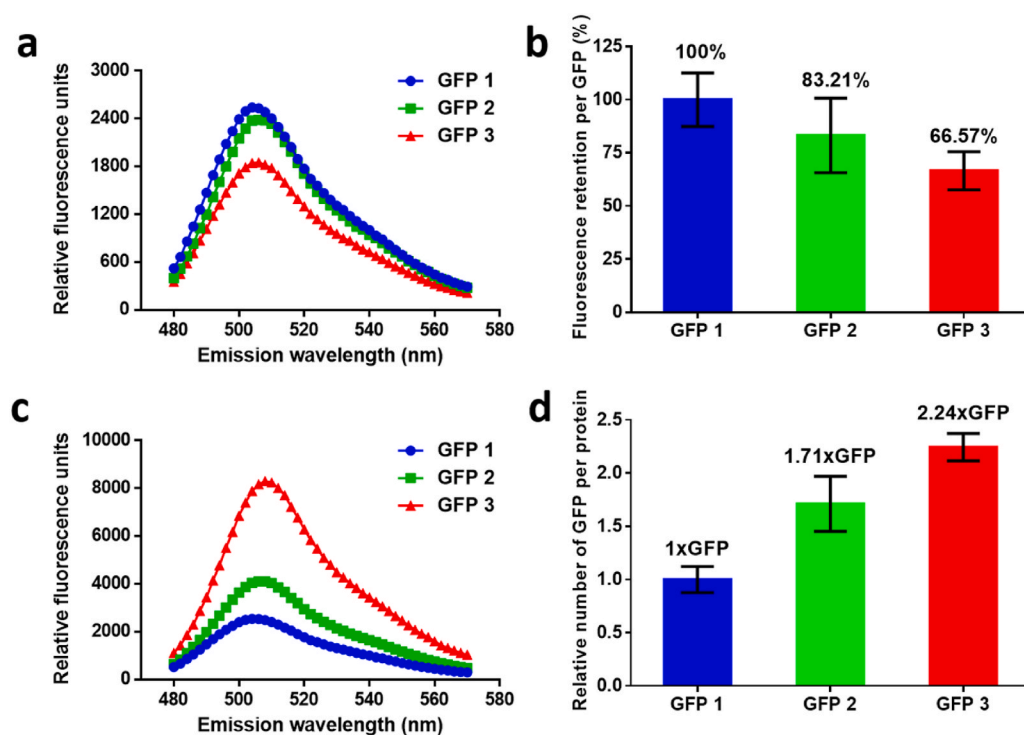 a
Relative fluorescence units
3000
2400
1800
1200
600
0
480 500 520 540 560 580
Emission wavelength (nm)
GFP 1
GFP 2
GFP 3
b
Fluorescence retention per GFP (%)
125
100
75
50
25
0
100%
83.21%
66.57%
GFP 1 GFP 2 GFP 3
c
Relative fluorescence units
10000
8000
6000
4000
2000
0
480 500 520 540 560 580
Emission wavelength (nm)
GFP 1
GFP 2
GFP 3
d
Relative number of GFP per protein
2.5
2.0
1.5
1.0
0.5
0.0
1xGFP
1.71xGFP
2.24xGFP
GFP 1 GFP 2 GFP 3